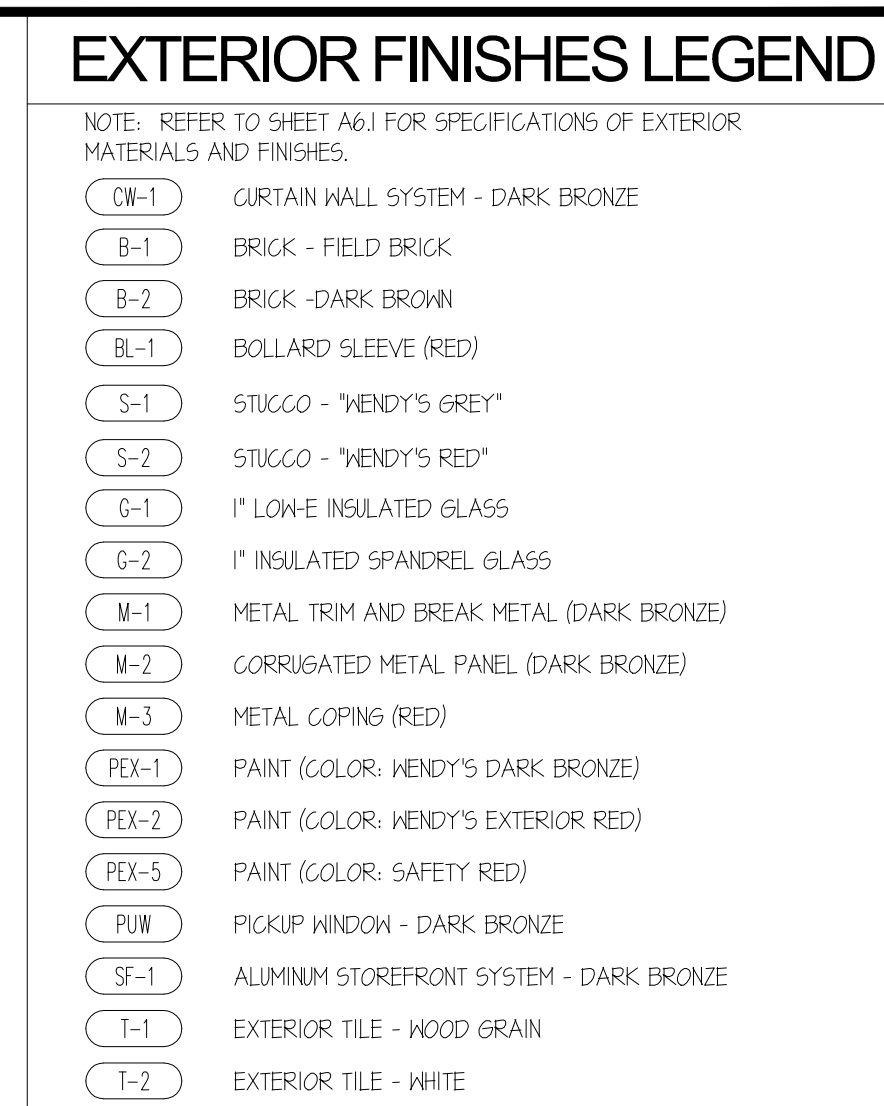 EXTERIOR FINISHES LEGEND
NOTE: REFER TO SHEET A6.1 FOR SPECIFICATIONS OF EXTERIOR
MATERIALS AND FINISHES.
CW-1 CURTAIN WALL SYSTEM - DARK BRONZE
B-1 BRICK - FIELD BRICK
B-2 BRICK -DARK BROWN
BL-1 BOLLARD SLEEVE (RED)
S-1 STUCCO - "WENDY'S GREY"
S-2 STUCCO - "WENDY'S RED"
G-1 1" LOW-E INSULATED GLASS
G-2 1" INSULATED SPANDREL GLASS
M-1 METAL TRIM AND BREAK METAL (DARK BRONZE)
M-2 CORRUGATED METAL PANEL (DARK BRONZE)
M-3 METAL COPING (RED)
PEX-1 PAINT (COLOR: WENDY'S DARK BRONZE)
PEX-2 PAINT (COLOR: WENDY'S EXTERIOR RED)
PEX-5 PAINT (COLOR: SAFETY RED)
PUW PICKUP WINDOW - DARK BRONZE
SF-1 ALUMINUM STOREFRONT SYSTEM - DARK BRONZE
T-1 EXTERIOR TILE - WOOD GRAIN
T-2 EXTERIOR TILE - WHITE